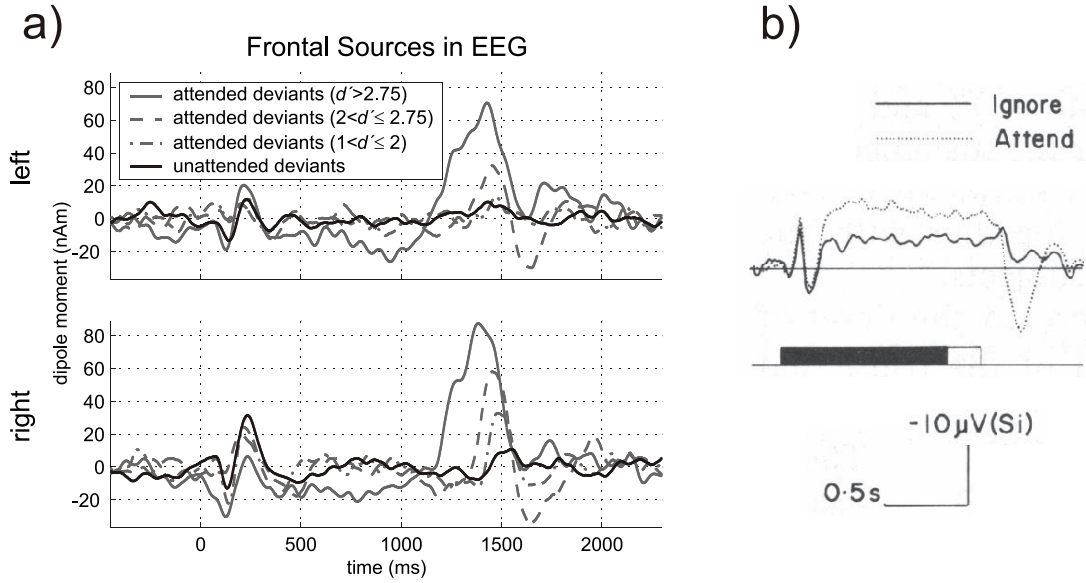 a)
Frontal Sources in EEG
left
dipole moment (nAm)
80
60
40
20
0
-20
attended deviants (d´>2.75)
attended deviants (2<d´≤ 2.75)
attended deviants (1<d´≤ 2)
unattended deviants
right
80
60
40
20
0
-20
0 500 1000 1500 2000
time (ms)
b)
Ignore
Attend
-10µV(Si)
0·5s